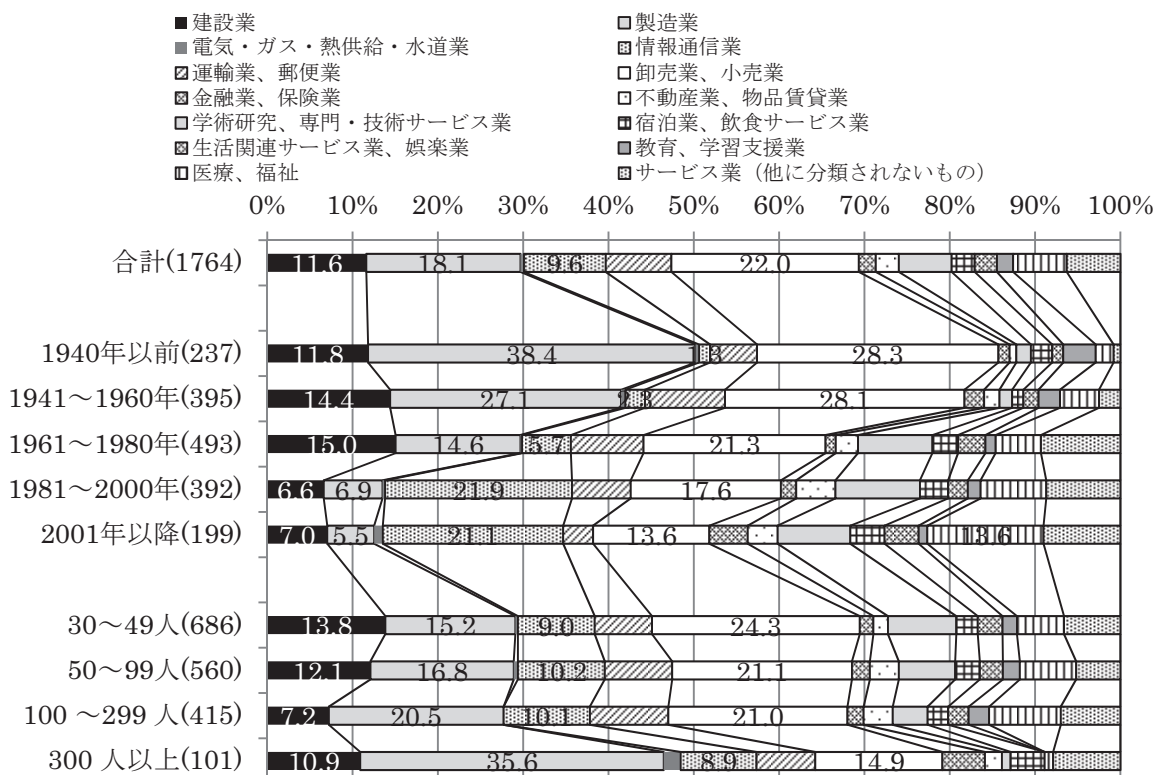 ■建設業 □製造業
■電気・ガス・熱供給・水道業 情報通信業
運輸業、郵便業 □卸売業、小売業
金融業、保険業 不動産業、物品賃貸業
学術研究、専門・技術サービス業 宿泊業、飲食サービス業
生活関連サービス業、娯楽業 教育、学習支援業
医療、福祉 サービス業（他に分類されないもの）
0% 10% 20% 30% 40% 50% 60% 70% 80% 90% 100%
合計(1764) 11.6 18.1 9.6 22.0
1940年以前(237) 11.8 38.4 1.3 28.3
1941～1960年(395) 14.4 27.1 2.3 28.1
1961～1980年(493) 15.0 14.6 5.7 21.3
1981～2000年(392) 6.6 6.9 21.9 17.6
2001年以降(199) 7.0 5.5 21.1 13.6 13.6
30～49人(686) 13.8 15.2 9.0 24.3
50～99人(560) 12.1 16.8 10.2 21.1
100 ～299 人(415) 7.2 20.5 10.1 21.0
300 人以上(101) 10.9 35.6 8.9 14.9